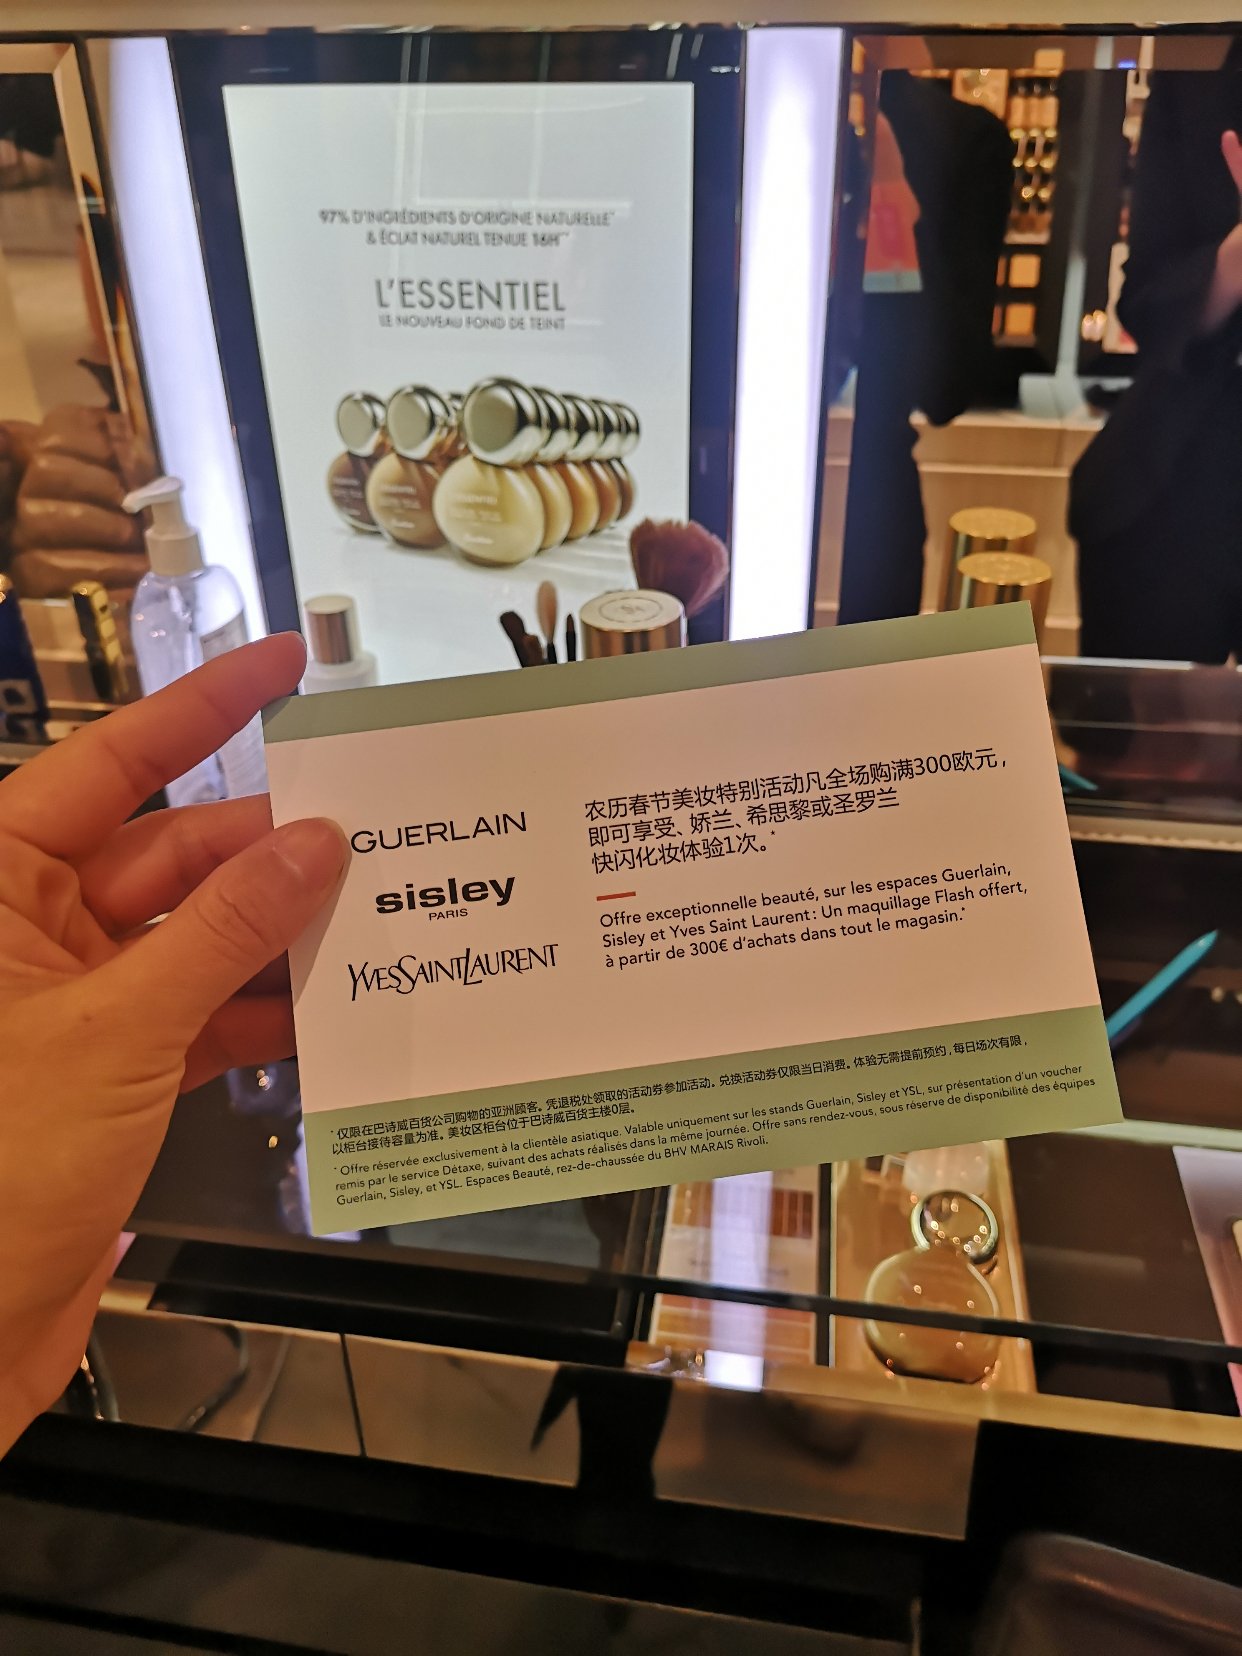 97% D'INGRÉDIENTS D'ORIGINE NATURELLE*
& ÉCLAT NATUREL TENUE 16H**
L'ESSENTIEL
LE NOUVEAU FOND DE TEINT
GUERLAIN
sisley
PARIS
YVESSAINTLAURENT
农历春节美妆特别活动凡全场购满300欧元，
即可享受、娇兰、希思黎或圣罗兰
快闪化妆体验1次。*
Offre exceptionnelle beauté, sur les espaces Guerlain,
Sisley et Yves Saint Laurent : Un maquillage Flash offert,
à partir de 300€ d'achats dans tout le magasin.*
* 仅限在巴诗威百货公司购物的亚洲顾客。凭退税处领取的活动券参加活动。兑换活动券仅限当日消费。体验无需提前预约，每日场次有限，
以柜台接待容量为准。美妆区柜台位于巴诗威百货主楼0层。
* Offre réservée exclusivement à la clientèle asiatique. Valable uniquement sur les stands Guerlain, Sisley et YSL, sur présentation d'un voucher
remis par le service Détaxe, suivant des achats réalisés dans la même journée. Offre sans rendez-vous, sous réserve de disponibilité des équipes
Guerlain, Sisley, et YSL. Espaces Beauté, rez-de-chaussée du BHV MARAIS Rivoli.